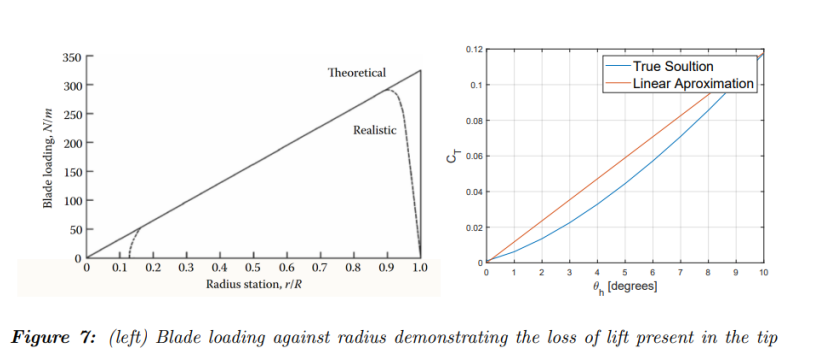 350
300
250
200
150
100
50
0
Blade loading, N/m
Theoretical
Realistic
0 0.1 0.2 0.3 0.4 0.5 0.6 0.7 0.8 0.9 1.0
Radius station, r/R
0.12
0.1
0.08
0.06
0.04
0.02
0
C_T
True Soultion
Linear Aproximation
0 1 2 3 4 5 6 7 8 9 10
θ_h [degrees]
Figure 7: (left) Blade loading against radius demonstrating the loss of lift present in the tip